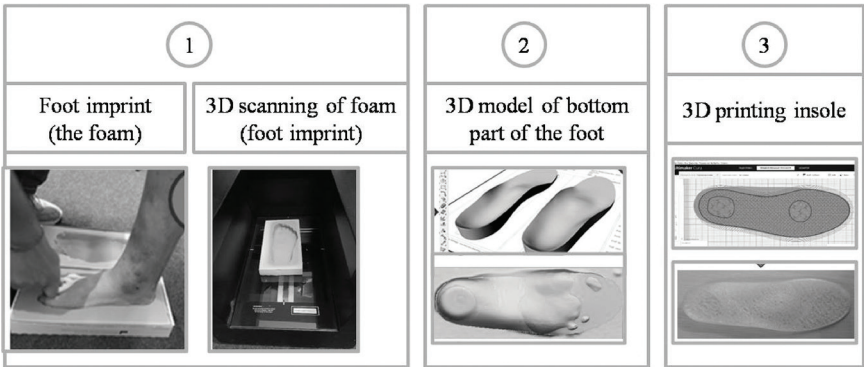 1
Foot imprint
(the foam)
3D scanning of foam
(foot imprint)
2
3D model of bottom
part of the foot
3
3D printing insole